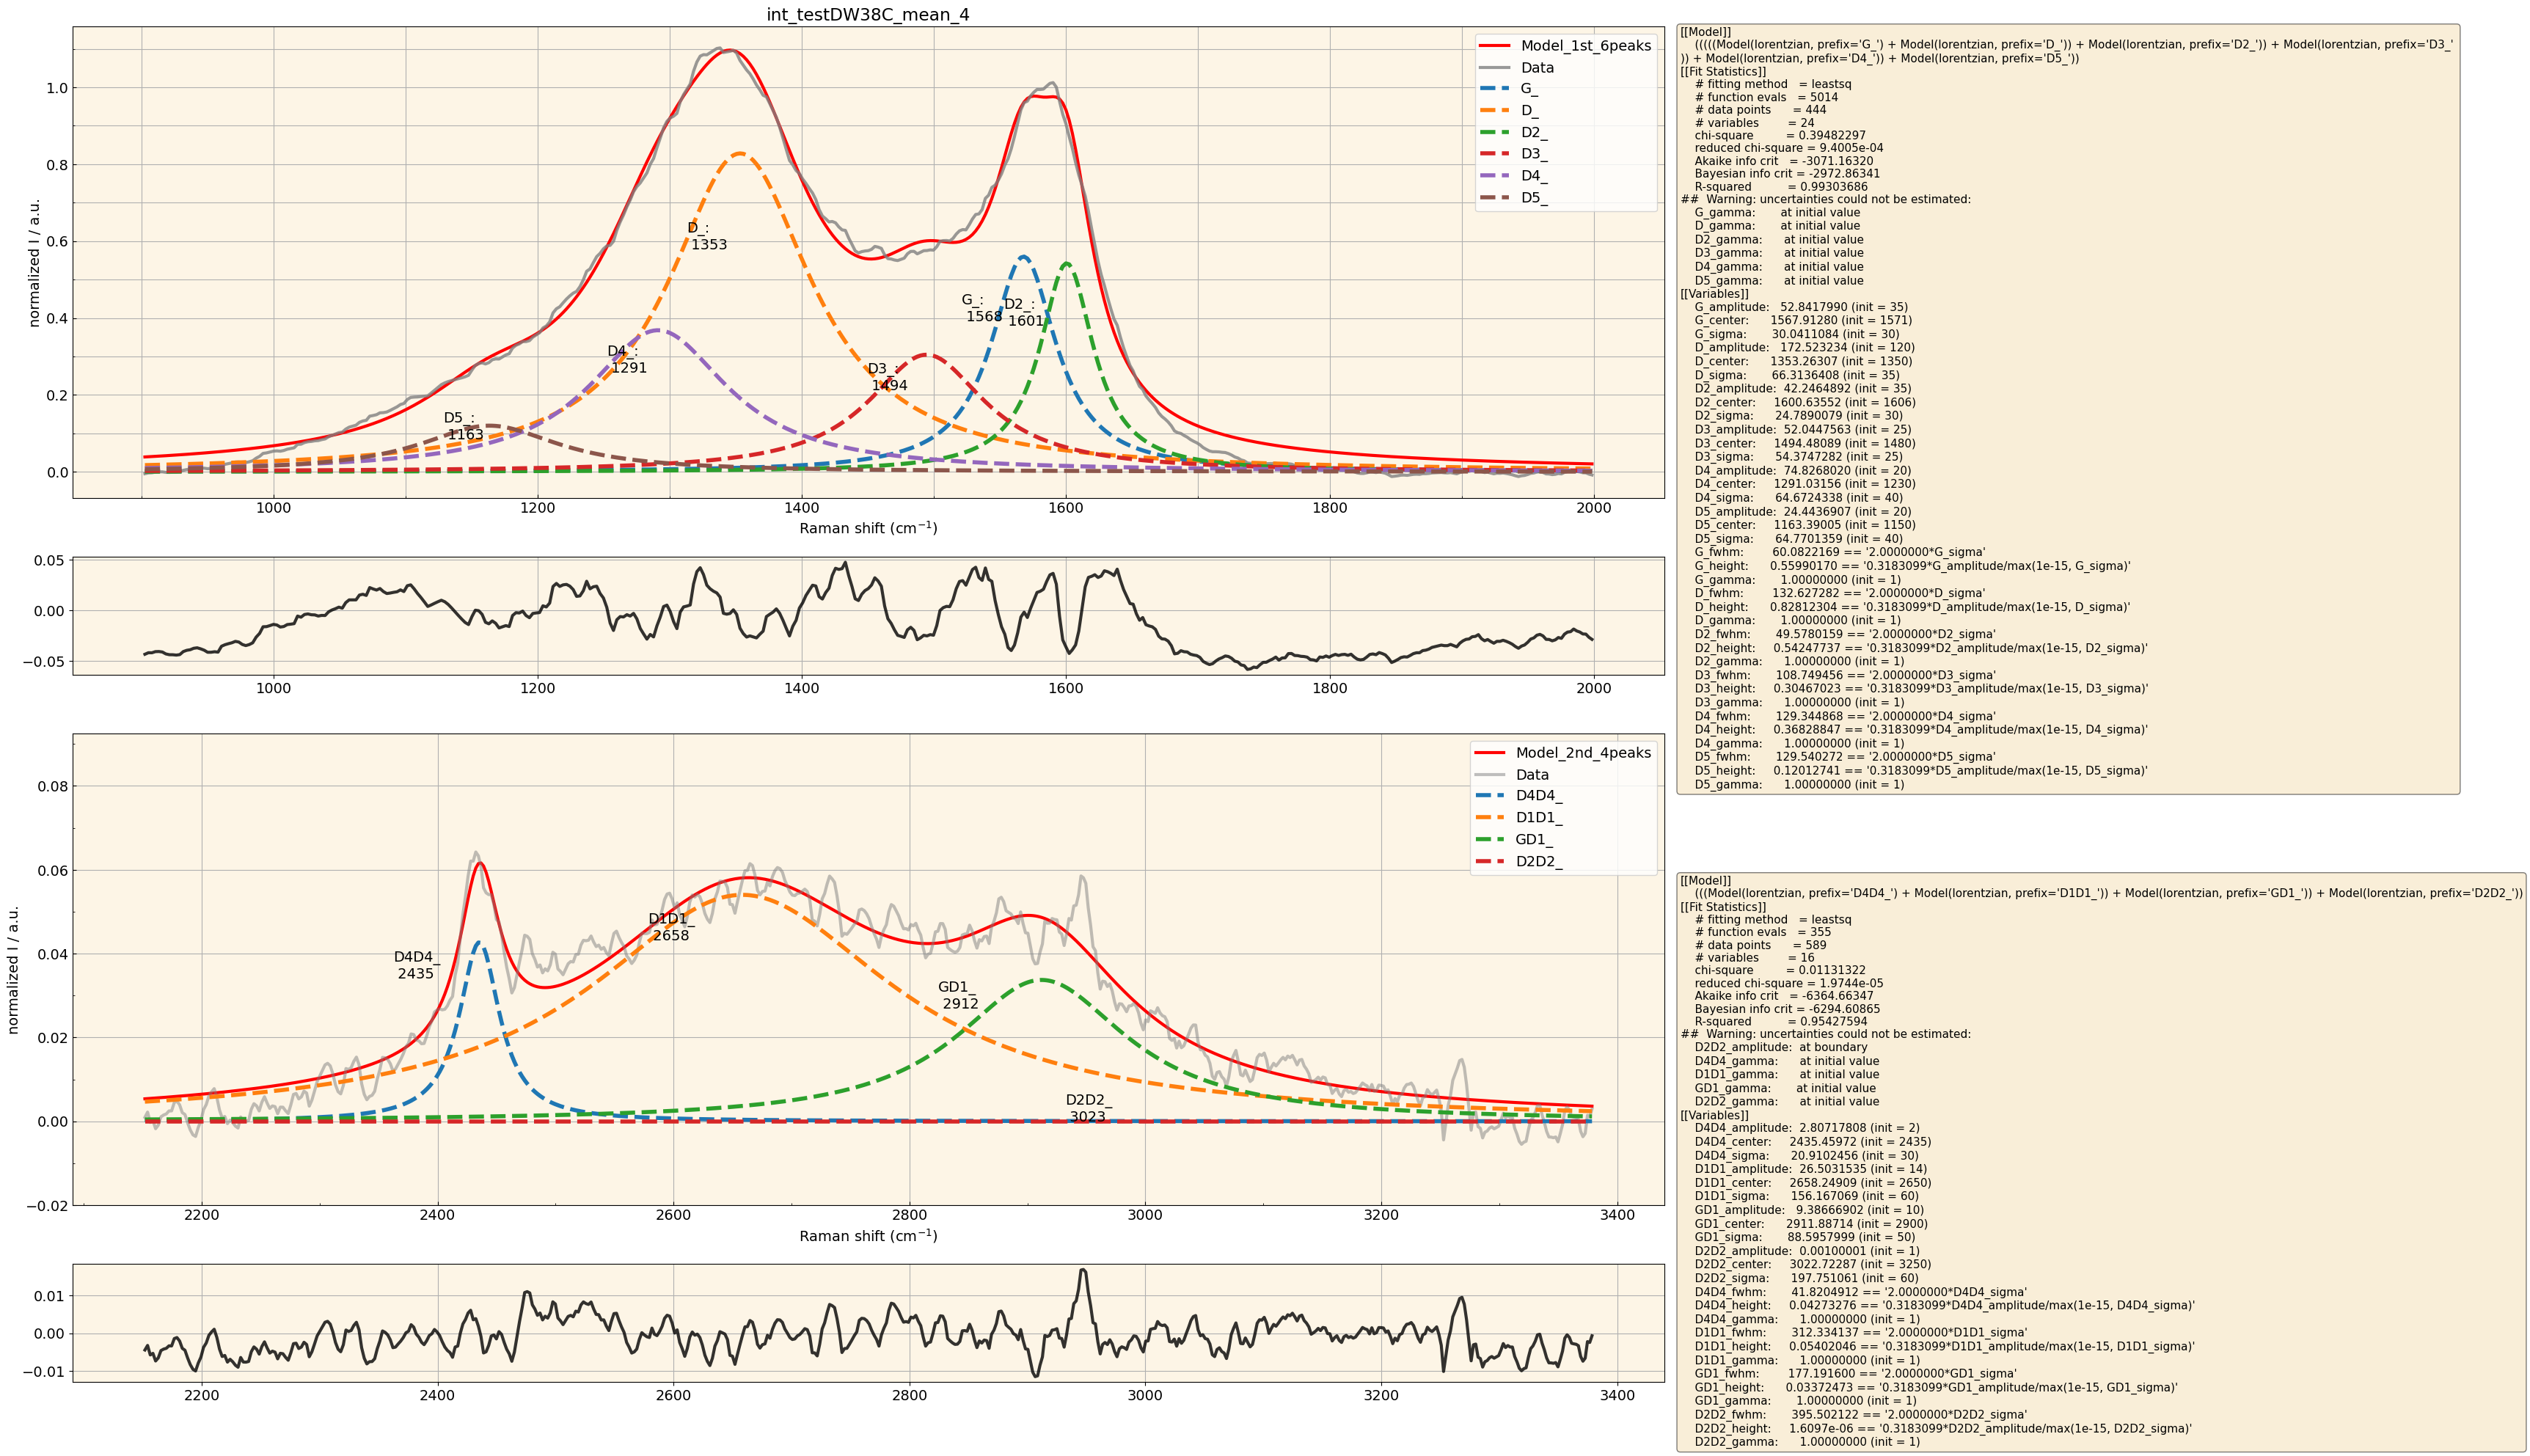 int_testDW38C_mean_4
normalized I / a.u.
1.0
0.8
0.6
0.4
0.2
0.0
Model_1st_6peaks
Data
G_
D_
D2_
D3_
D4_
D5_
D_:
1353
G_:
1568
D2_:
1601
D4_:
1291
D3_:
1494
D5_:
1163
1000 1200 1400 1600 1800 2000
Raman shift (cm⁻¹)
0.05
0.00
−0.05
1000 1200 1400 1600 1800 2000
normalized I / a.u.
0.08
0.06
0.04
0.02
0.00
−0.02
Model_2nd_4peaks
Data
D4D4_
D1D1_
GD1_
D2D2_
D1D1_
2658
D4D4_
2435
GD1_
2912
D2D2_
3023
2200 2400 2600 2800 3000 3200 3400
Raman shift (cm⁻¹)
0.01
0.00
−0.01
2200 2400 2600 2800 3000 3200 3400
[[Model]]
(((((Model(lorentzian, prefix='G_') + Model(lorentzian, prefix='D_')) + Model(lorentzian, prefix='D2_')) + Model(lorentzian, prefix='D3_'
)) + Model(lorentzian, prefix='D4_')) + Model(lorentzian, prefix='D5_'))
[[Fit Statistics]]
# fitting method = leastsq
# function evals = 5014
# data points = 444
# variables = 24
chi-square = 0.39482297
reduced chi-square = 9.4005e-04
Akaike info crit = -3071.16320
Bayesian info crit = -2972.86341
R-squared = 0.99303686
## Warning: uncertainties could not be estimated:
G_gamma: at initial value
D_gamma: at initial value
D2_gamma: at initial value
D3_gamma: at initial value
D4_gamma: at initial value
D5_gamma: at initial value
[[Variables]]
G_amplitude: 52.8417990 (init = 35)
G_center: 1567.91280 (init = 1571)
G_sigma: 30.0411084 (init = 30)
D_amplitude: 172.523234 (init = 120)
D_center: 1353.26307 (init = 1350)
D_sigma: 66.3136408 (init = 35)
D2_amplitude: 42.2464892 (init = 35)
D2_center: 1600.63552 (init = 1606)
D2_sigma: 24.7890079 (init = 30)
D3_amplitude: 52.0447563 (init = 25)
D3_center: 1494.48089 (init = 1480)
D3_sigma: 54.3747282 (init = 25)
D4_amplitude: 74.8268020 (init = 20)
D4_center: 1291.03156 (init = 1230)
D4_sigma: 64.6724338 (init = 40)
D5_amplitude: 24.4436907 (init = 20)
D5_center: 1163.39005 (init = 1150)
D5_sigma: 64.7701359 (init = 40)
G_fwhm: 60.0822169 == '2.0000000*G_sigma'
G_height: 0.55990170 == '0.3183099*G_amplitude/max(1e-15, G_sigma)'
G_gamma: 1.00000000 (init = 1)
D_fwhm: 132.627282 == '2.0000000*D_sigma'
D_height: 0.82812304 == '0.3183099*D_amplitude/max(1e-15, D_sigma)'
D_gamma: 1.00000000 (init = 1)
D2_fwhm: 49.5780159 == '2.0000000*D2_sigma'
D2_height: 0.54247737 == '0.3183099*D2_amplitude/max(1e-15, D2_sigma)'
D2_gamma: 1.00000000 (init = 1)
D3_fwhm: 108.749456 == '2.0000000*D3_sigma'
D3_height: 0.30467023 == '0.3183099*D3_amplitude/max(1e-15, D3_sigma)'
D3_gamma: 1.00000000 (init = 1)
D4_fwhm: 129.344868 == '2.0000000*D4_sigma'
D4_height: 0.36828847 == '0.3183099*D4_amplitude/max(1e-15, D4_sigma)'
D4_gamma: 1.00000000 (init = 1)
D5_fwhm: 129.540272 == '2.0000000*D5_sigma'
D5_height: 0.12012741 == '0.3183099*D5_amplitude/max(1e-15, D5_sigma)'
D5_gamma: 1.00000000 (init = 1)
[[Model]]
(((Model(lorentzian, prefix='D4D4_') + Model(lorentzian, prefix='D1D1_')) + Model(lorentzian, prefix='GD1_')) + Model(lorentzian, prefix='D2D2_'))
[[Fit Statistics]]
# fitting method = leastsq
# function evals = 355
# data points = 589
# variables = 16
chi-square = 0.01131322
reduced chi-square = 1.9744e-05
Akaike info crit = -6364.66347
Bayesian info crit = -6294.60865
R-squared = 0.95427594
## Warning: uncertainties could not be estimated:
D2D2_amplitude: at boundary
D4D4_gamma: at initial value
D1D1_gamma: at initial value
GD1_gamma: at initial value
D2D2_gamma: at initial value
[[Variables]]
D4D4_amplitude: 2.80717808 (init = 2)
D4D4_center: 2435.45972 (init = 2435)
D4D4_sigma: 20.9102456 (init = 30)
D1D1_amplitude: 26.5031535 (init = 14)
D1D1_center: 2658.24909 (init = 2650)
D1D1_sigma: 156.167069 (init = 60)
GD1_amplitude: 9.38666902 (init = 10)
GD1_center: 2911.88714 (init = 2900)
GD1_sigma: 88.5957999 (init = 50)
D2D2_amplitude: 0.00100001 (init = 1)
D2D2_center: 3022.72287 (init = 3250)
D2D2_sigma: 197.751061 (init = 60)
D4D4_fwhm: 41.8204912 == '2.0000000*D4D4_sigma'
D4D4_height: 0.04273276 == '0.3183099*D4D4_amplitude/max(1e-15, D4D4_sigma)'
D4D4_gamma: 1.00000000 (init = 1)
D1D1_fwhm: 312.334137 == '2.0000000*D1D1_sigma'
D1D1_height: 0.05402046 == '0.3183099*D1D1_amplitude/max(1e-15, D1D1_sigma)'
D1D1_gamma: 1.00000000 (init = 1)
GD1_fwhm: 177.191600 == '2.0000000*GD1_sigma'
GD1_height: 0.03372473 == '0.3183099*GD1_amplitude/max(1e-15, GD1_sigma)'
GD1_gamma: 1.00000000 (init = 1)
D2D2_fwhm: 395.502122 == '2.0000000*D2D2_sigma'
D2D2_height: 1.6097e-06 == '0.3183099*D2D2_amplitude/max(1e-15, D2D2_sigma)'
D2D2_gamma: 1.00000000 (init = 1)